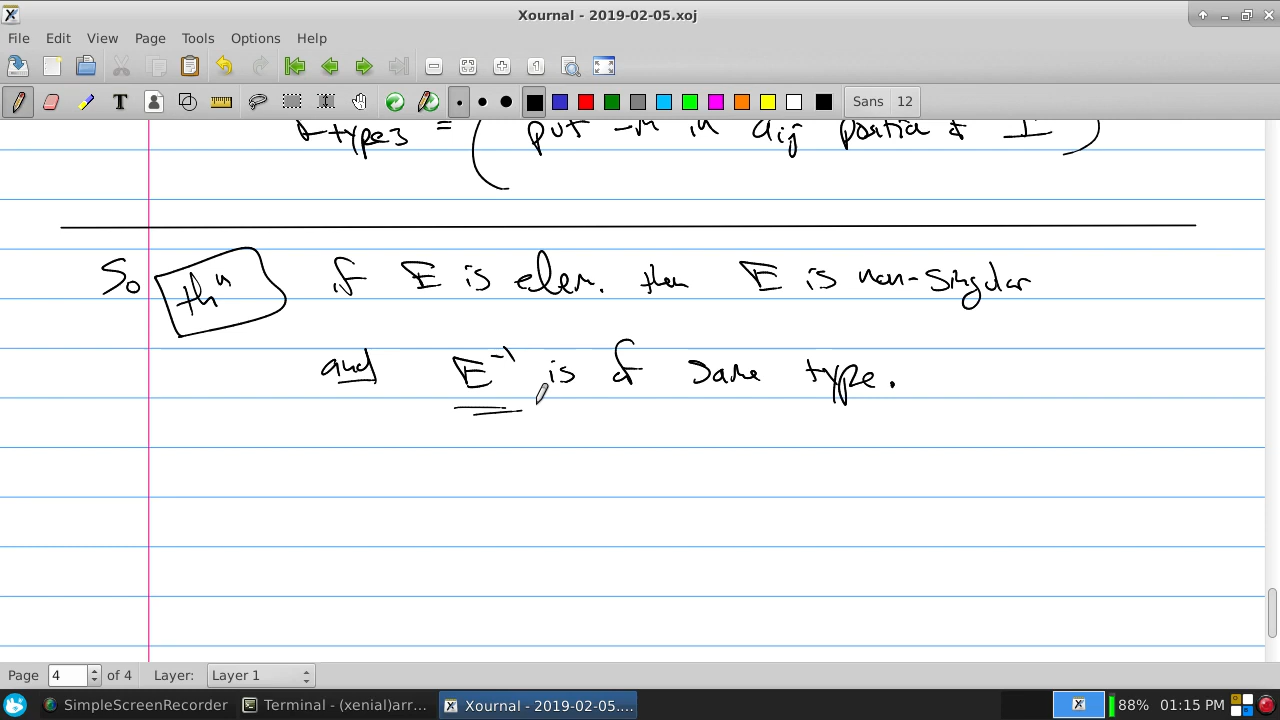 Xournal - 2019-02-05.xoj
File Edit View Page Tools Options Help
Sans 12
type3 = ( put -m in aij position of I )
So thm if E is elem. then E is non-singular
and E⁻¹ is of same type.
Page 4 of 4 Layer: Layer 1
SimpleScreenRecorder Terminal - (xenial)arr... Xournal - 2019-02-05.... 88% 01:15 PM